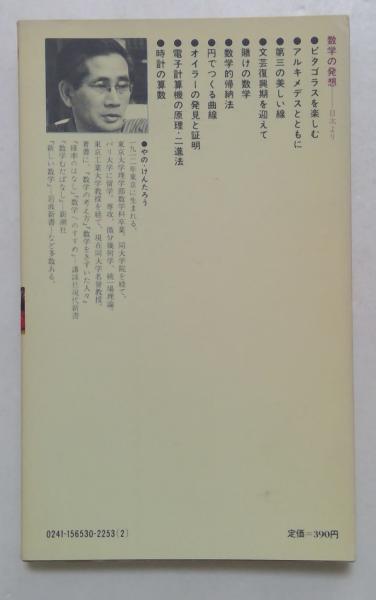 数学の発想――目次より
●ピタゴラスを楽しむ
●アルキメデスとともに
●第三の美しい線
●文芸復興期を迎えて
●賭けの数学
●数学的帰納法
●円でつくる曲線
●オイラーの発見と証明
●電子計算機の原理・二進法
●時計の算数
●やの・けんたろう
一九一二年東京に生まれる。
東京大学理学部数学科卒業、同大学院を経て、
パリ大学に留学。専攻、微分幾何学、統一場理論。
東京工業大学教授を経て、現在同大学名誉教授。
著書に、『数学の考え方』『数学をきずいた人々』
『確率のはなし』『数学へのすすめ』―講談社現代新書
『数学むだばなし』―新潮社
『新しい数学』―岩波新書―など多数ある。
0241-156530-2253(2)
定価=390円